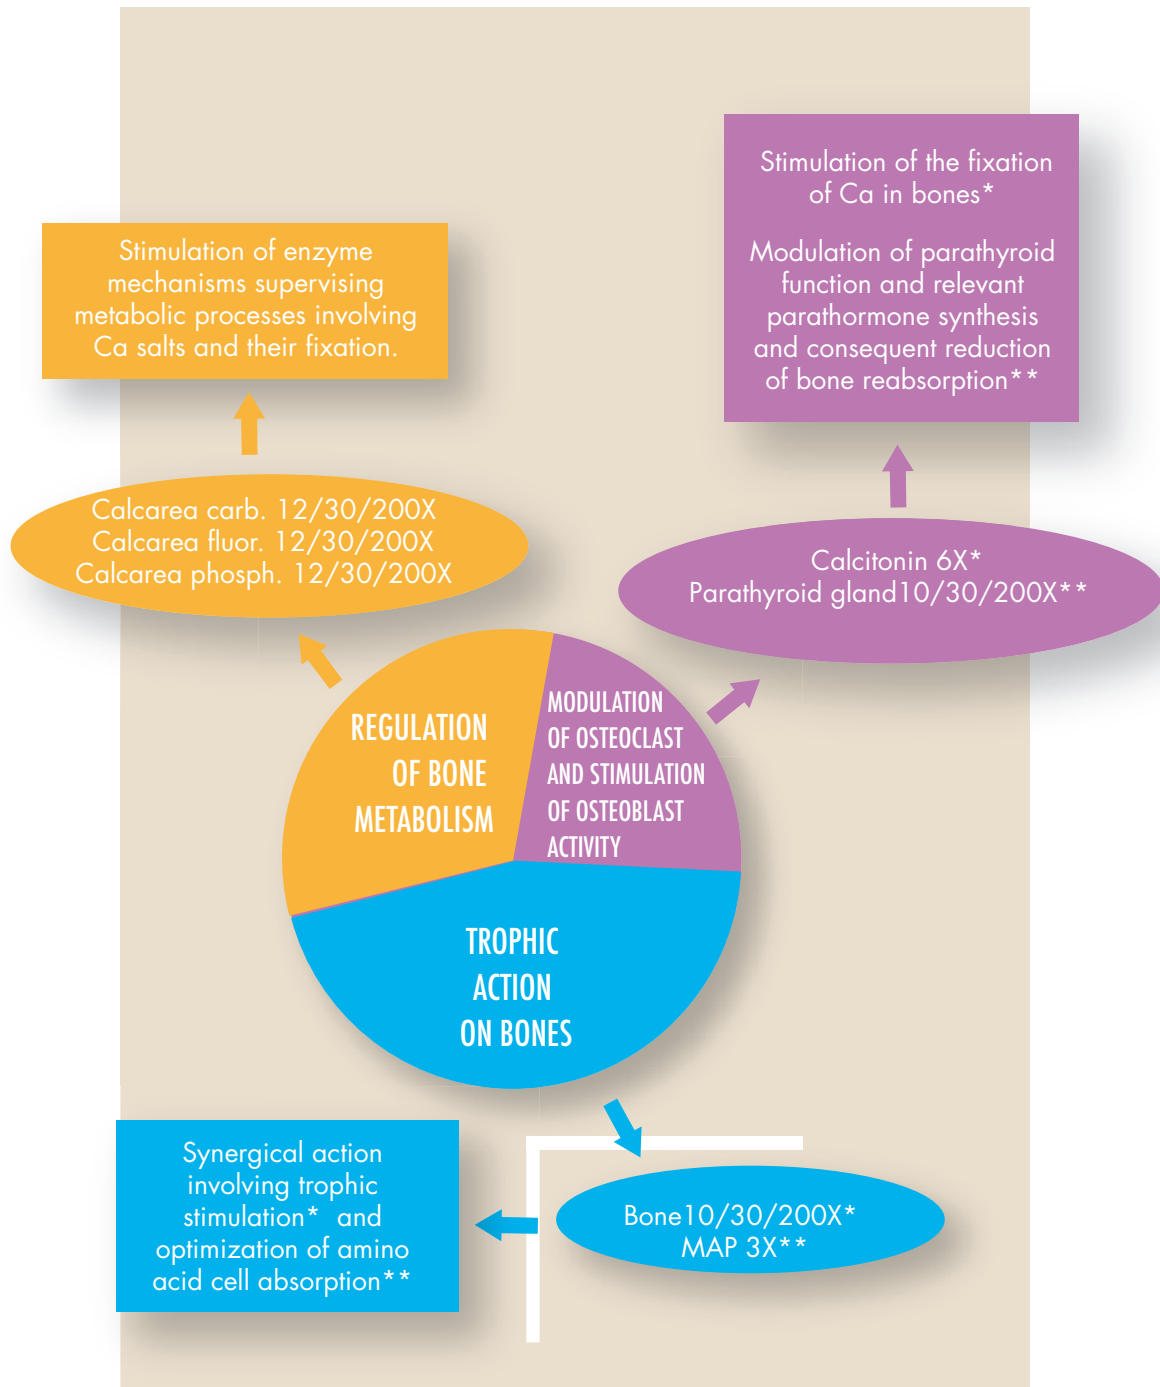 Stimulation of the fixation
of Ca in bones*
Modulation of parathyroid
function and relevant
parathormone synthesis
and consequent reduction
of bone reabsorption**
Stimulation of enzyme
mechanisms supervising
metabolic processes involving
Ca salts and their fixation.
Calcarea carb. 12/30/200X
Calcarea fluor. 12/30/200X
Calcarea phosph. 12/30/200X
Calcitonin 6X*
Parathyroid gland10/30/200X**
REGULATION
OF BONE
METABOLISM
MODULATION
OF OSTEOCLAST
AND STIMULATION
OF OSTEOBLAST
ACTIVITY
TROPHIC
ACTION
ON BONES
Synergical action
involving trophic
stimulation* and
optimization of amino
acid cell absorption**
Bone10/30/200X*
MAP 3X**